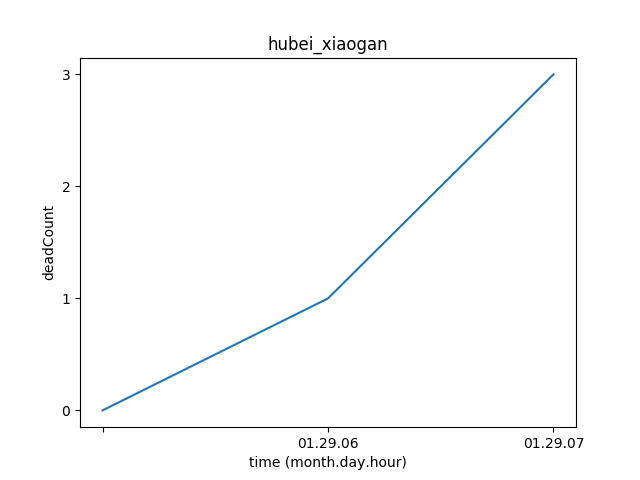 hubei_xiaogan
3
2
1
0
deadCount
01.29.06
01.29.07
time (month.day.hour)